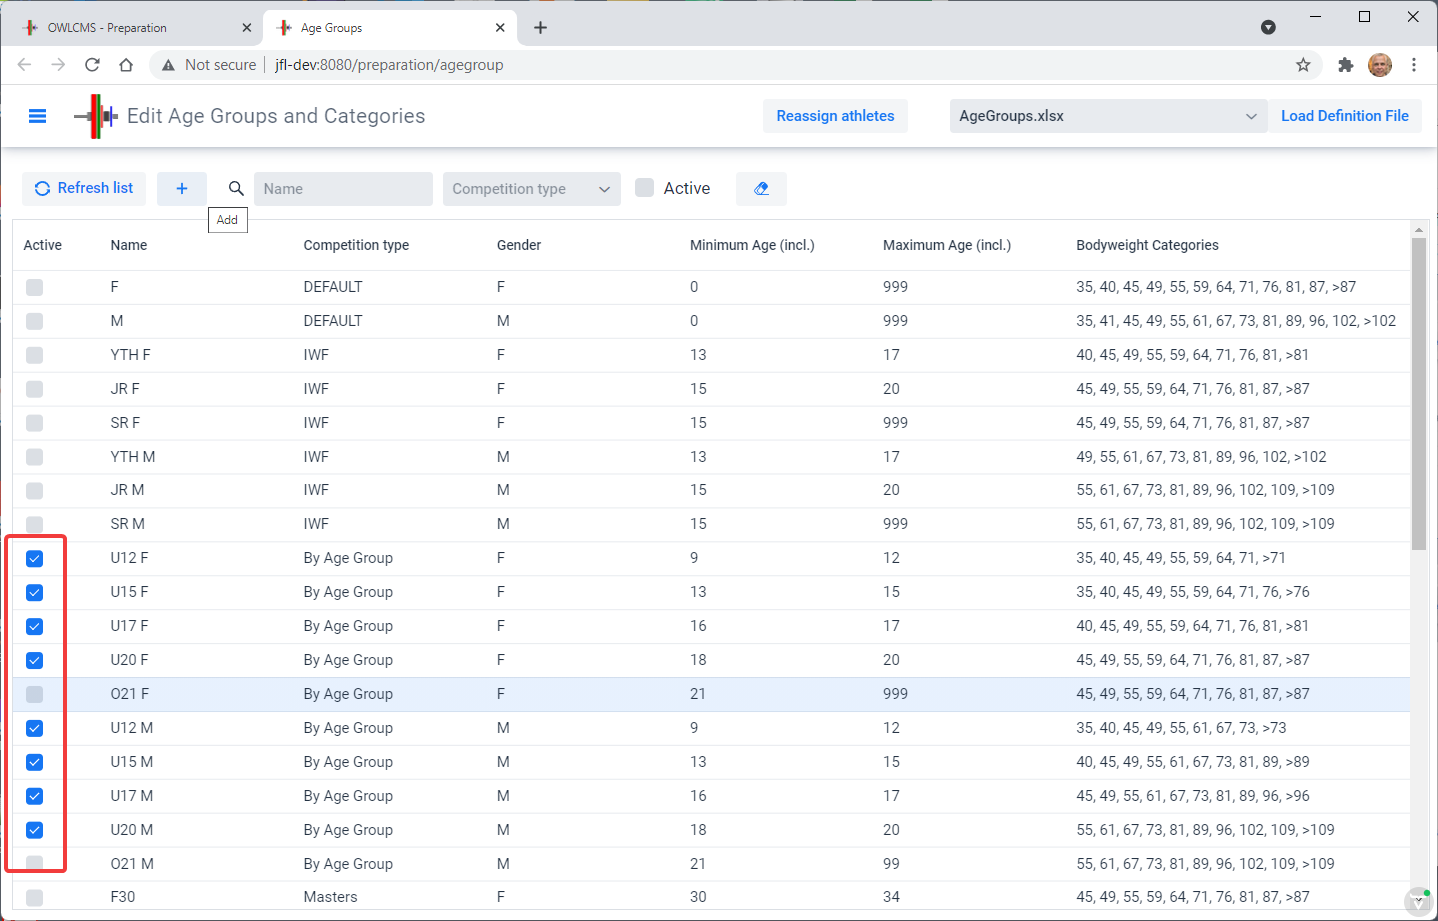 OWLCMS - Preparation
Age Groups
Not secure jfl-dev:8080/preparation/agegroup
Edit Age Groups and Categories Reassign athletes AgeGroups.xlsx Load Definition File
Refresh list + Name Competition type Active
Add
Active Name Competition type Gender Minimum Age (incl.) Maximum Age (incl.) Bodyweight Categories
F DEFAULT F 0 999 35, 40, 45, 49, 55, 59, 64, 71, 76, 81, 87, >87
M DEFAULT M 0 999 35, 41, 45, 49, 55, 61, 67, 73, 81, 89, 96, 102, >102
YTH F IWF F 13 17 40, 45, 49, 55, 59, 64, 71, 76, 81, >81
JR F IWF F 15 20 45, 49, 55, 59, 64, 71, 76, 81, 87, >87
SR F IWF F 15 999 45, 49, 55, 59, 64, 71, 76, 81, 87, >87
YTH M IWF M 13 17 49, 55, 61, 67, 73, 81, 89, 96, 102, >102
JR M IWF M 15 20 55, 61, 67, 73, 81, 89, 96, 102, 109, >109
SR M IWF M 15 999 55, 61, 67, 73, 81, 89, 96, 102, 109, >109
U12 F By Age Group F 9 12 35, 40, 45, 49, 55, 59, 64, 71, >71
U15 F By Age Group F 13 15 35, 40, 45, 49, 55, 59, 64, 71, 76, >76
U17 F By Age Group F 16 17 40, 45, 49, 55, 59, 64, 71, 76, 81, >81
U20 F By Age Group F 18 20 45, 49, 55, 59, 64, 71, 76, 81, 87, >87
O21 F By Age Group F 21 999 45, 49, 55, 59, 64, 71, 76, 81, 87, >87
U12 M By Age Group M 9 12 35, 40, 45, 49, 55, 61, 67, 73, >73
U15 M By Age Group M 13 15 40, 45, 49, 55, 61, 67, 73, 81, 89, >89
U17 M By Age Group M 16 17 45, 49, 55, 61, 67, 73, 81, 89, 96, >96
U20 M By Age Group M 18 20 55, 61, 67, 73, 81, 89, 96, 102, 109, >109
O21 M By Age Group M 21 99 55, 61, 67, 73, 81, 89, 96, 102, 109, >109
F30 Masters F 30 34 45, 49, 55, 59, 64, 71, 76, 81, 87, >87